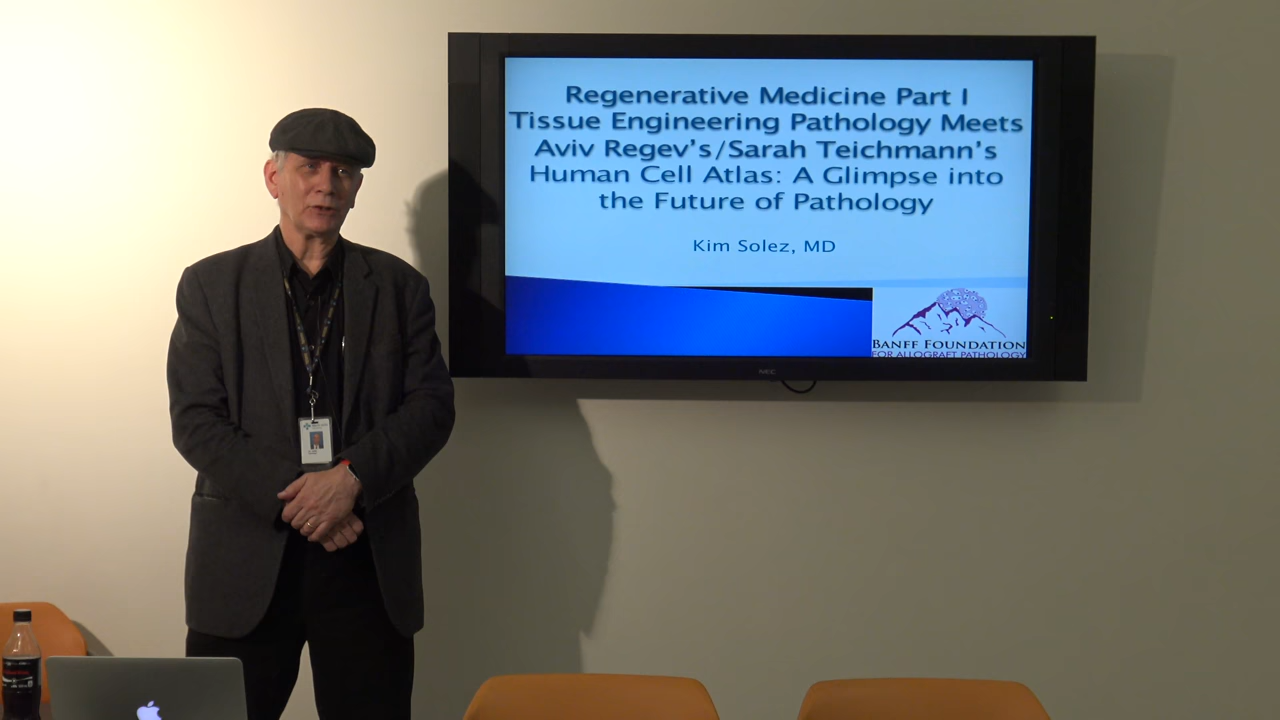 Regenerative Medicine Part I
Tissue Engineering Pathology Meets
Aviv Regev's/Sarah Teichmann's
Human Cell Atlas: A Glimpse into
the Future of Pathology
Kim Solez, MD
BANFF FOUNDATION
FOR ALLOGRAFT PATHOLOGY
NEC